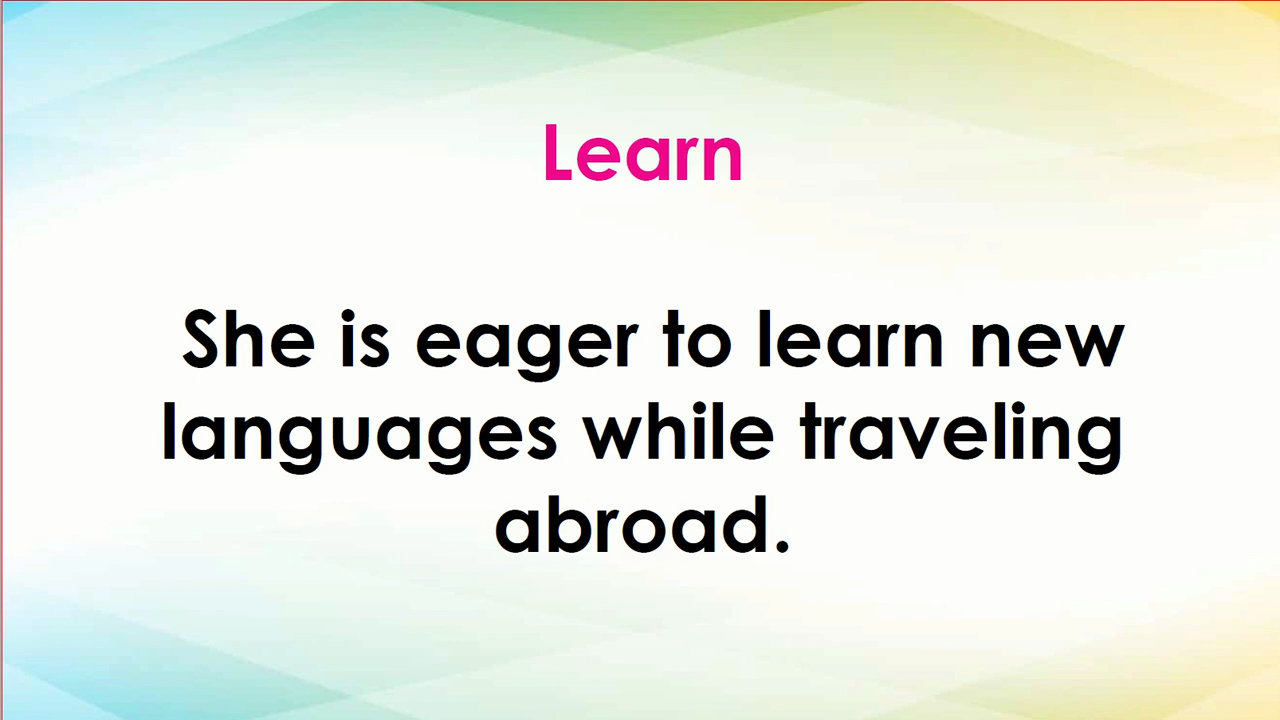 Learn
She is eager to learn new
languages while traveling
abroad.